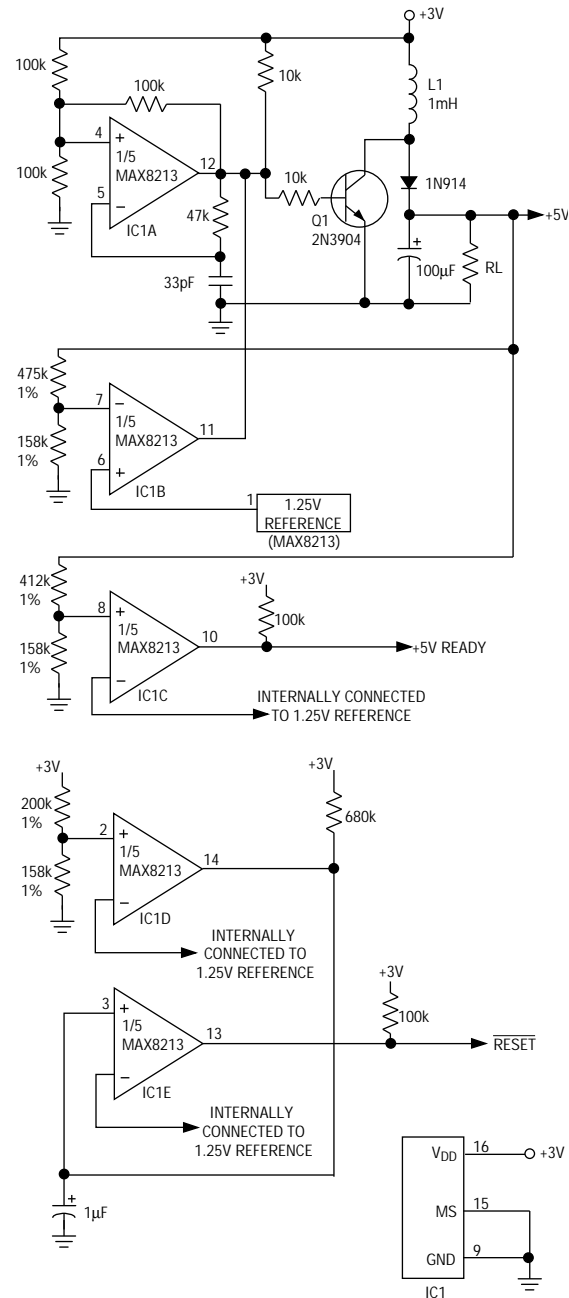 +3V
100k
100k
10k
L1
1mH
4
+
1/5
MAX8213
12
100k
5
−
IC1A
47k
33pF
10k
Q1
2N3904
1N914
+
100µF
RL
+5V
475k
1%
7
−
1/5
MAX8213
11
158k
1%
6
+
IC1B
1
1.25V
REFERENCE
(MAX8213)
412k
1%
8
+
1/5
MAX8213
10
158k
1%
−
IC1C
+3V
100k
+5V READY
INTERNALLY CONNECTED
TO 1.25V REFERENCE
+3V
200k
1%
2
+
1/5
MAX8213
14
158k
1%
−
IC1D
+3V
680k
INTERNALLY
CONNECTED TO
1.25V REFERENCE
3
+
1/5
MAX8213
13
−
IC1E
+3V
100k
RESET
INTERNALLY
CONNECTED TO
1.25V REFERENCE
+
1µF
VDD
16
+3V
MS
15
GND
9
IC1